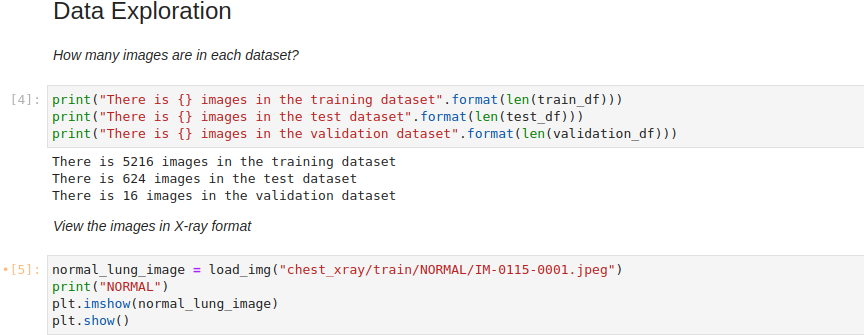 Data Exploration
How many images are in each dataset?
[4]: print("There is {} images in the training dataset".format(len(train_df)))
print("There is {} images in the test dataset".format(len(test_df)))
print("There is {} images in the validation dataset".format(len(validation_df)))
There is 5216 images in the training dataset
There is 624 images in the test dataset
There is 16 images in the validation dataset
View the images in X-ray format
•[5]: normal_lung_image = load_img("chest_xray/train/NORMAL/IM-0115-0001.jpeg")
print("NORMAL")
plt.imshow(normal_lung_image)
plt.show()